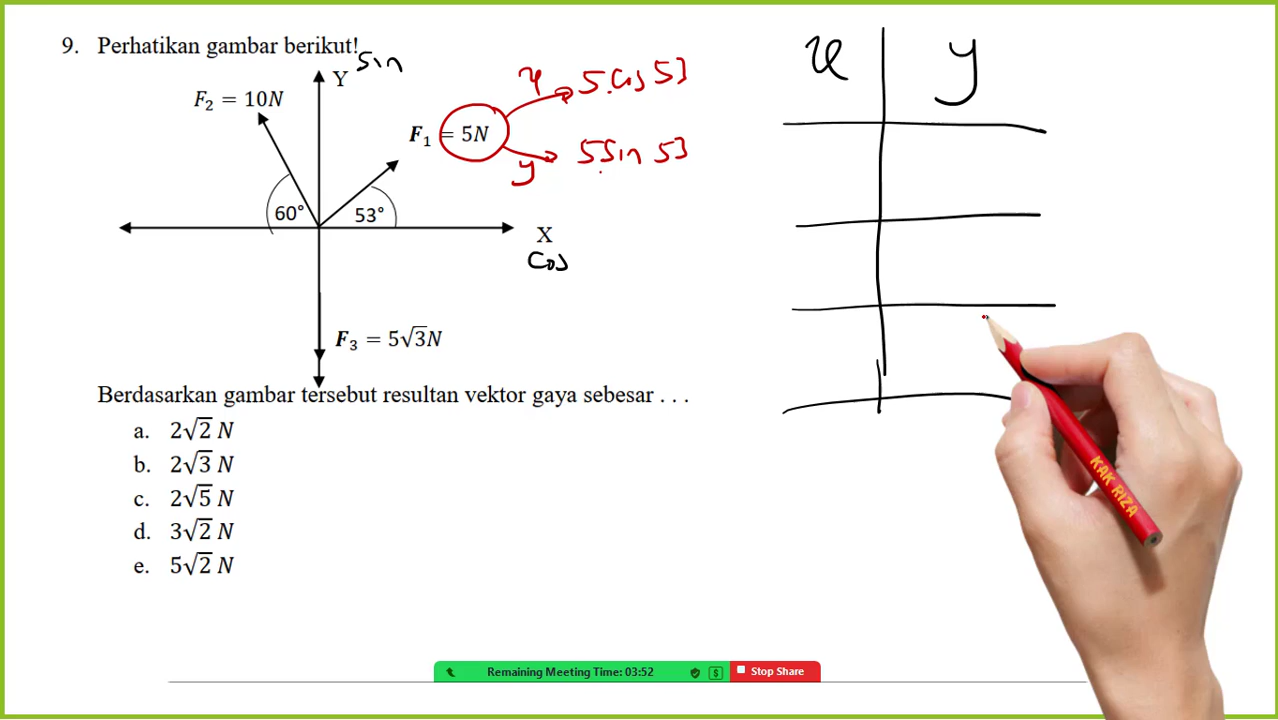 9. Perhatikan gambar berikut!
Sin
Y
F₂ = 10N
F₁ = 5N
x
5 Cos 53
y
5 Sin 53
60°
53°
X
Cos
F₃ = 5√3N
Berdasarkan gambar tersebut resultan vektor gaya sebesar . . .
a. 2√2 N
b. 2√3 N
c. 2√5 N
d. 3√2 N
e. 5√2 N
x y
KAK RIZA
Remaining Meeting Time: 03:52
Stop Share